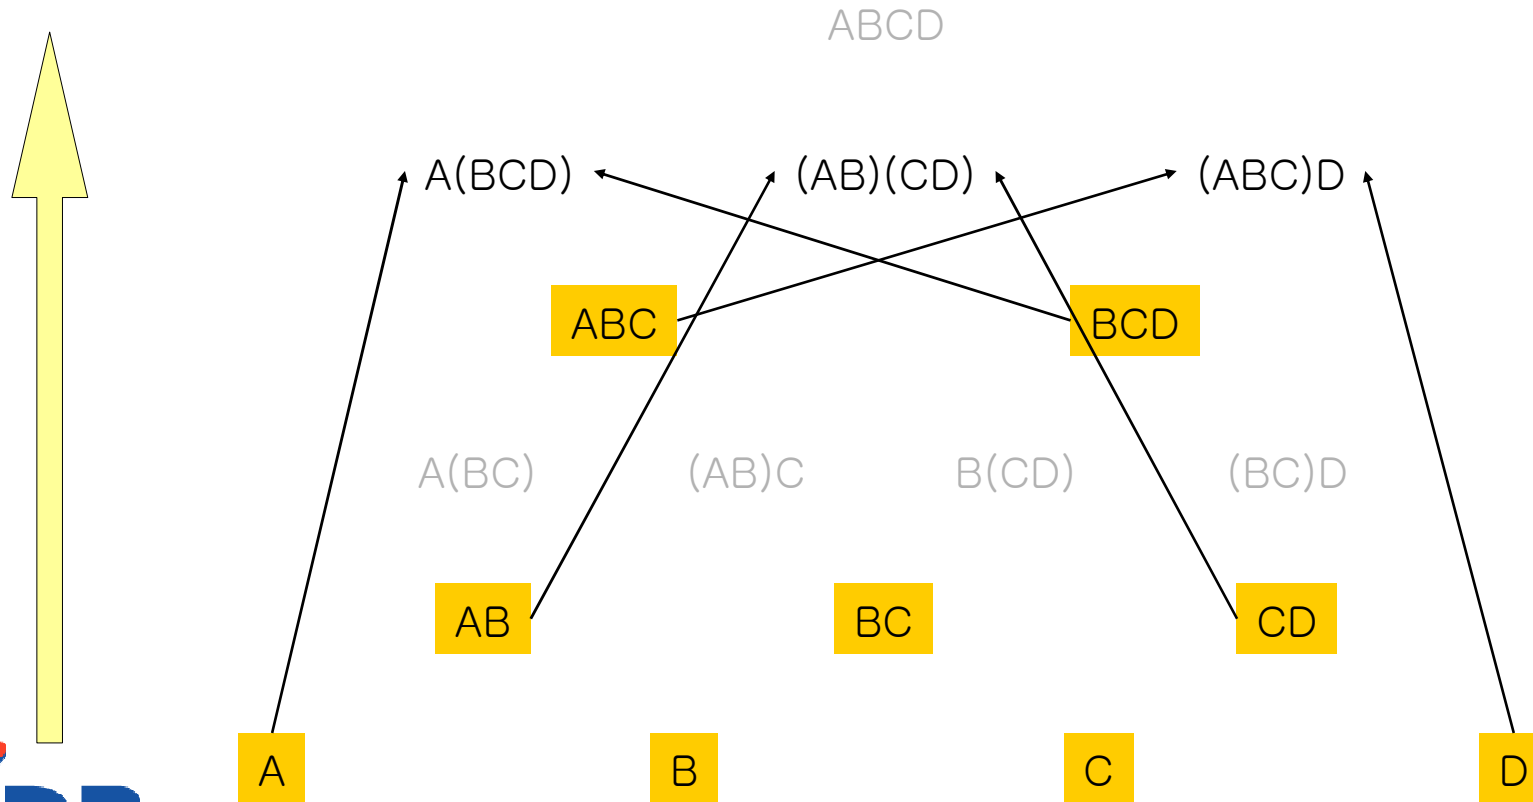 ABCD
A(BCD) (AB)(CD) (ABC)D
ABC BCD
A(BC) (AB)C B(CD) (BC)D
AB BC CD
A B C D